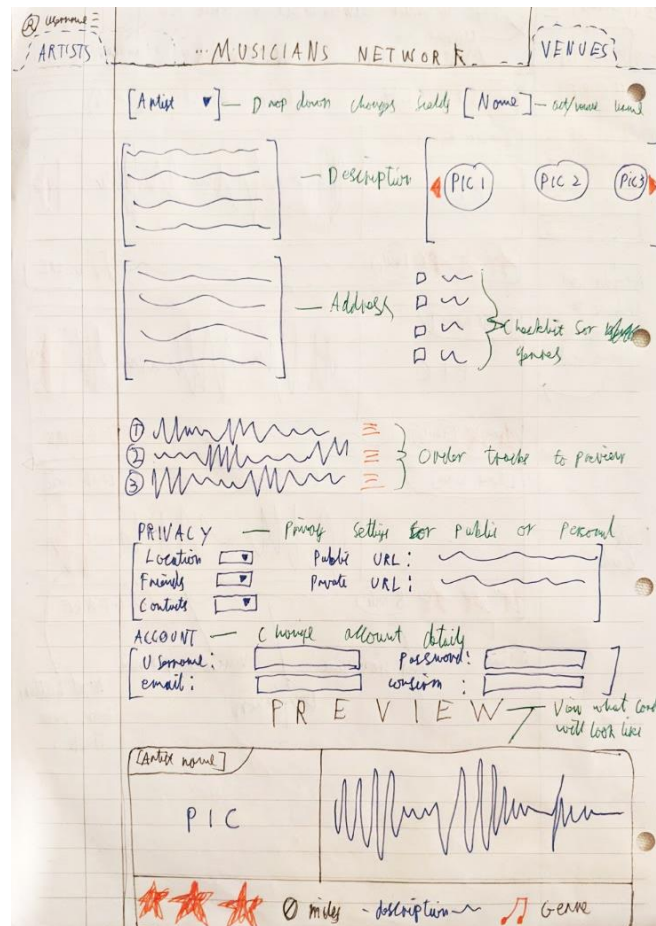 Username
ARTISTS
MUSICIANS NETWORK
VENUES
[Artist ▼] — Drop down changes fields [Name] — act/venue name
— Description
PIC 1
PIC 2
PIC3
— Address
Checklist for
genres
①
②
③
Order tracks to preview
PRIVACY — Privacy settings for public or personal
Location ▼ Public URL:
Friends ▼ Private URL:
Contacts ▼
ACCOUNT — Change account details
Username: Password:
email: confirm :
PREVIEW — View what card
will look like
[Artist name]
PIC
0 miles - description ~ Genre